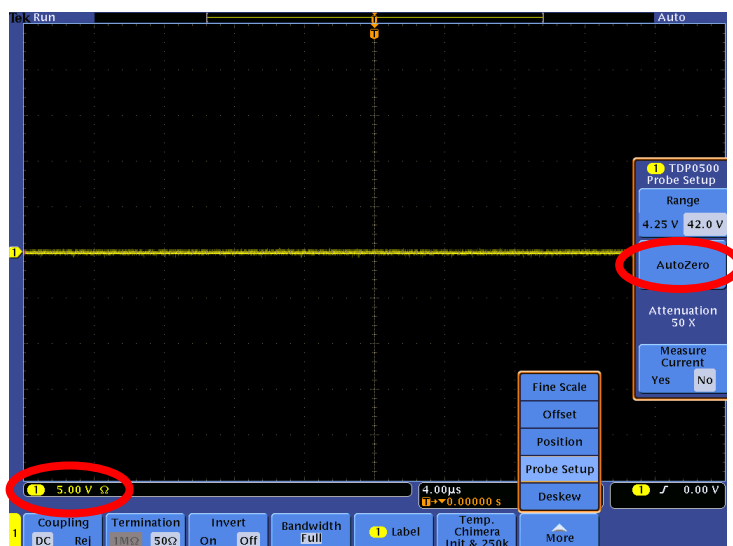 Tek Run
Auto
T
T
1 TDP0500
Probe Setup
Range
4.25 V 42.0 V
1
AutoZero
Attenuation
50 X
Measure
Current
Yes No
Fine Scale
Offset
Position
Probe Setup
Deskew
1 5.00 V Ω
4.00μs
T→▼0.00000 s
1 0.00 V
1
Coupling
DC Rej
Termination
1MΩ 50Ω
Invert
On Off
Bandwidth
Full
1 Label
Temp.
Chimera
Init & 250k
More